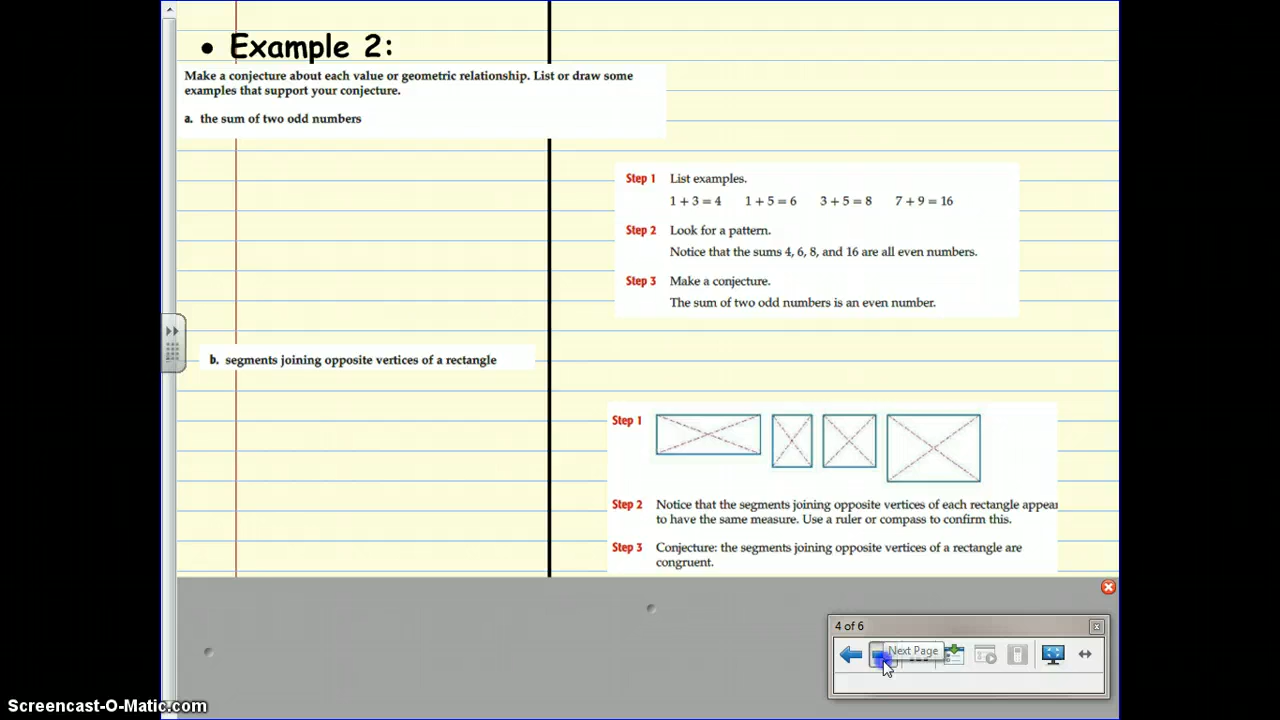 • Example 2:
Make a conjecture about each value or geometric relationship. List or draw some
examples that support your conjecture.
a. the sum of two odd numbers
Step 1 List examples.
1 + 3 = 4 1 + 5 = 6 3 + 5 = 8 7 + 9 = 16
Step 2 Look for a pattern.
Notice that the sums 4, 6, 8, and 16 are all even numbers.
Step 3 Make a conjecture.
The sum of two odd numbers is an even number.
b. segments joining opposite vertices of a rectangle
Step 1
Step 2 Notice that the segments joining opposite vertices of each rectangle appear
to have the same measure. Use a ruler or compass to confirm this.
Step 3 Conjecture: the segments joining opposite vertices of a rectangle are
congruent.
4 of 6
Next Page
Screencast-O-Matic.com